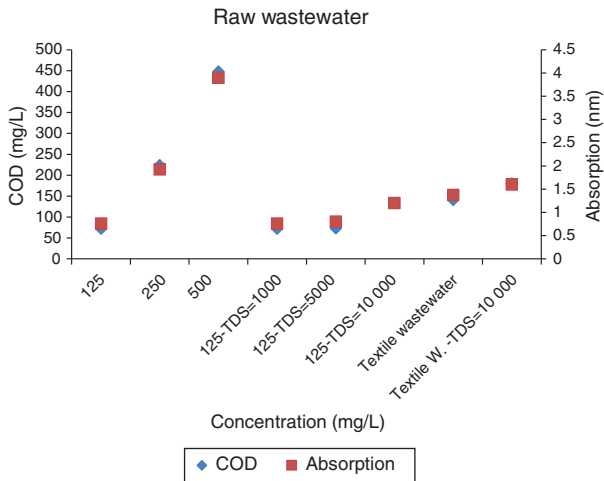 Raw wastewater
COD (mg/L)
500
450
400
350
300
250
200
150
100
50
0
Absorption (nm)
4.5
4
3.5
3
2.5
2
1.5
1
0.5
0
125
250
500
125-TDS=1000
125-TDS=5000
125-TDS=10 000
Textile wastewater
Textile W. -TDS=10 000
Concentration (mg/L)
COD
Absorption